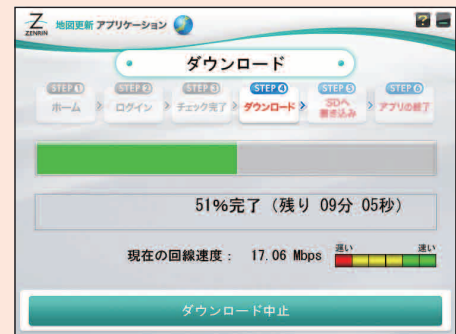 Z ZENRIN 地図更新 アプリケーション ? –
ダウンロード
STEP① STEP② STEP③ STEP④ STEP⑤ STEP⑥
ホーム > ログイン > チェック完了 > ダウンロード > SDへ書き込み > アプリの終了
51%完了 (残り 09分 05秒)
現在の回線速度: 17.06 Mbps 遅い 速い
ダウンロード中止